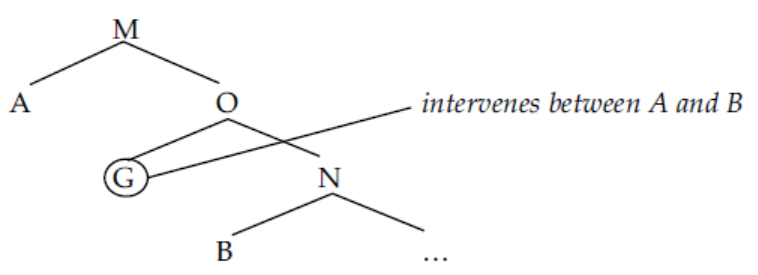 M
A
O
intervenes between A and B
G
N
B
...